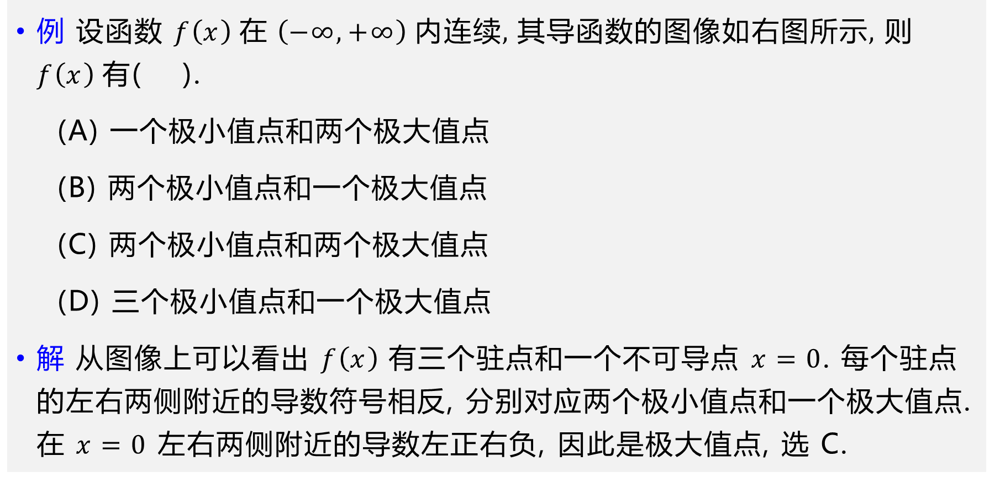 • 例 设函数 f(x) 在 (−∞,+∞) 内连续, 其导函数的图像如右图所示, 则
f(x) 有(    ).
(A) 一个极小值点和两个极大值点
(B) 两个极小值点和一个极大值点
(C) 两个极小值点和两个极大值点
(D) 三个极小值点和一个极大值点
• 解 从图像上可以看出 f(x) 有三个驻点和一个不可导点 x = 0. 每个驻点
的左右两侧附近的导数符号相反, 分别对应两个极小值点和一个极大值点.
在 x = 0 左右两侧附近的导数左正右负, 因此是极大值点, 选 C.